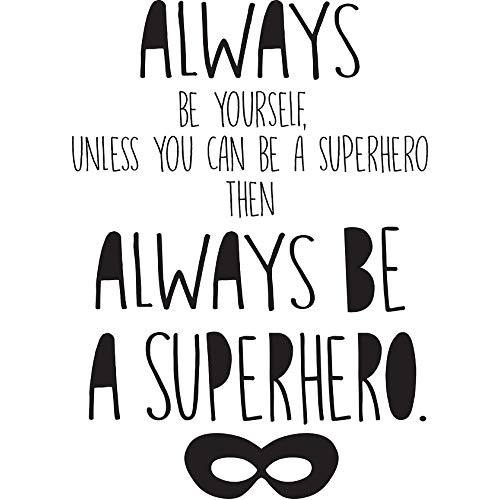 ALWAYS
BE YOURSELF,
UNLESS YOU CAN BE A SUPERHERO
THEN
ALWAYS BE
A SUPERHERO.